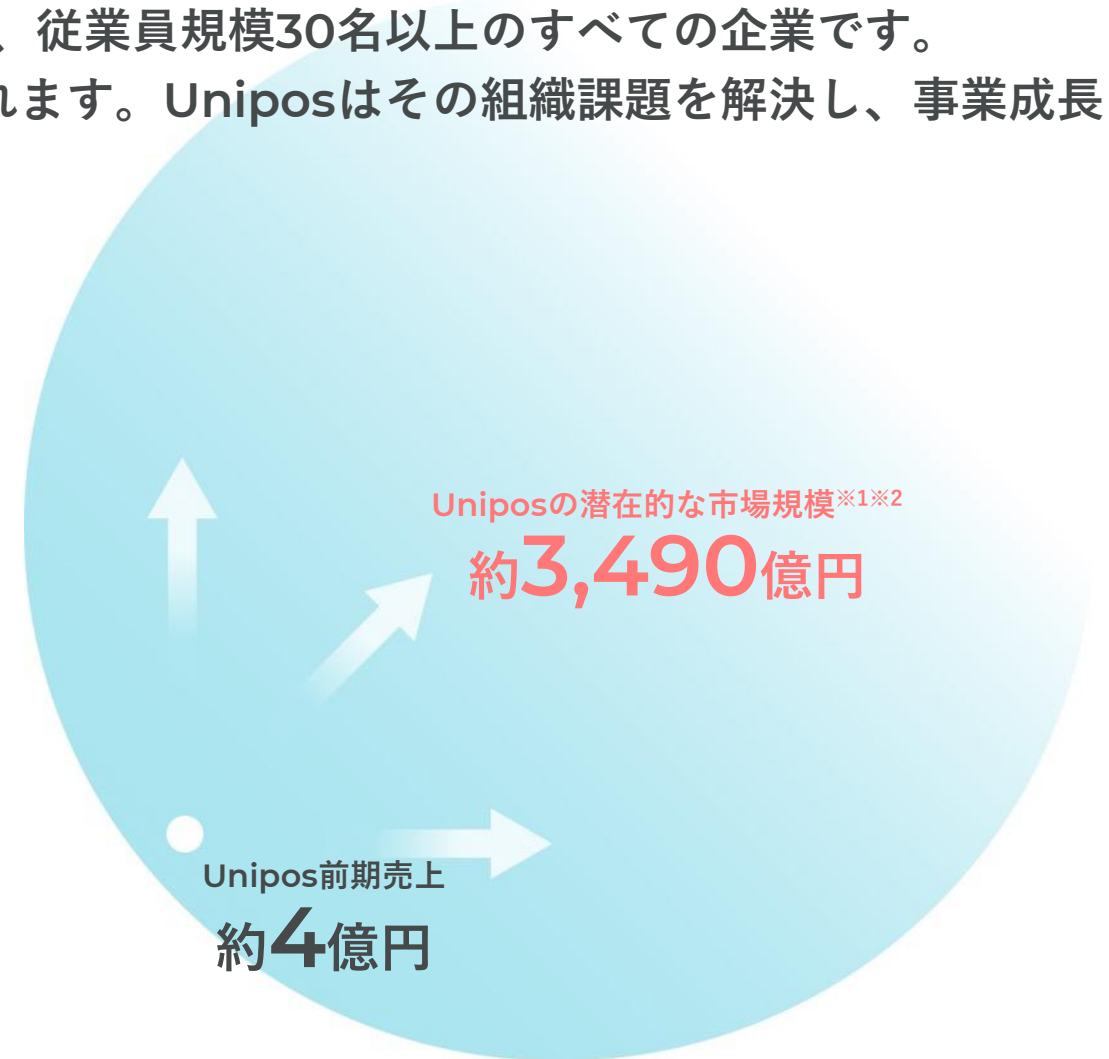 、従業員規模30名以上のすべての企業です。
れます。Uniposはその組織課題を解決し、事業成長
Uniposの潜在的な市場規模※1※2
約3,490億円
Unipos前期売上
約4億円